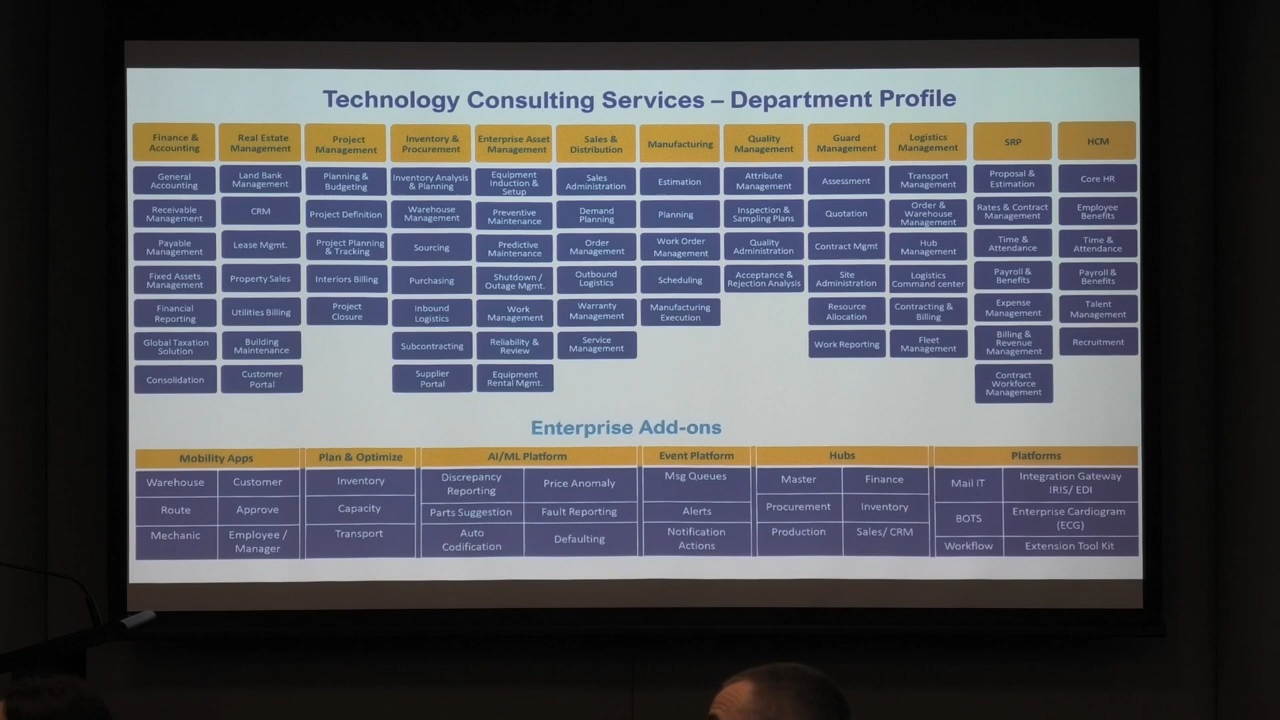 Technology Consulting Services – Department Profile
Finance &
Accounting
General
Accounting
Receivable
Management
Payable
Management
Fixed Assets
Management
Financial
Reporting
Global Taxation
Solution
Consolidation
Real Estate
Management
Land Bank
Management
CRM
Lease Mgmt.
Property Sales
Utilities Billing
Building
Maintenance
Customer
Portal
Project
Management
Planning &
Budgeting
Project Definition
Project Planning
& Tracking
Interiors Billing
Project
Closure
Inventory &
Procurement
Inventory Analysis
& Planning
Warehouse
Management
Sourcing
Purchasing
Inbound
Logistics
Subcontracting
Supplier
Portal
Enterprise Asset
Management
Equipment
Induction &
Setup
Preventive
Maintenance
Predictive
Maintenance
Shutdown /
Outage Mgmt.
Work
Management
Reliability &
Review
Equipment
Rental Mgmt.
Sales &
Distribution
Sales
Administration
Demand
Planning
Order
Management
Outbound
Logistics
Warranty
Management
Service
Management
Manufacturing
Estimation
Planning
Work Order
Management
Scheduling
Manufacturing
Execution
Quality
Management
Attribute
Management
Inspection &
Sampling Plans
Quality
Administration
Acceptance &
Rejection Analysis
Guard
Management
Assessment
Quotation
Contract Mgmt
Site
Administration
Resource
Allocation
Work Reporting
Logistics
Management
Transport
Management
Order &
Warehouse
Management
Hub
Management
Logistics
Command center
Contracting &
Billing
Fleet
Management
SRP
Proposal &
Estimation
Rates & Contract
Management
Time &
Attendance
Payroll &
Benefits
Expense
Management
Billing &
Revenue
Management
Contract
Workforce
Management
HCM
Core HR
Employee
Benefits
Time &
Attendance
Payroll &
Benefits
Talent
Management
Recruitment
Enterprise Add-ons
Mobility Apps
Warehouse
Customer
Route
Approve
Mechanic
Employee /
Manager
Plan & Optimize
Inventory
Capacity
Transport
AI/ML Platform
Discrepancy
Reporting
Price Anomaly
Parts Suggestion
Fault Reporting
Auto
Codification
Defaulting
Event Platform
Msg Queues
Alerts
Notification
Actions
Hubs
Master
Finance
Procurement
Inventory
Production
Sales/ CRM
Platforms
Mail IT
Integration Gateway
IRIS/ EDI
BOTS
Enterprise Cardiogram
(ECG)
Workflow
Extension Tool Kit